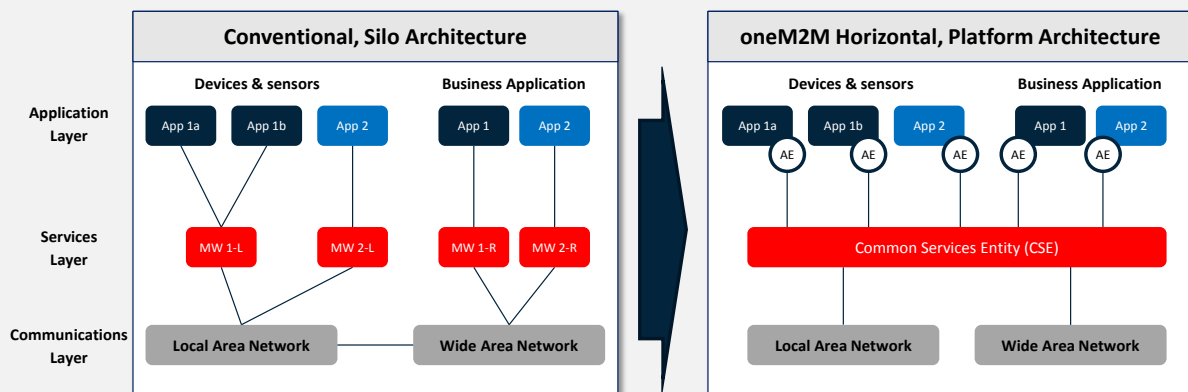 Conventional, Silo Architecture
oneM2M Horizontal, Platform Architecture
Devices & sensors
Business Application
Devices & sensors
Business Application
Application
Layer
App 1a
App 1b
App 2
App 1
App 2
App 1a
App 1b
App 2
App 1
App 2
AE
AE
AE
AE
AE
Services
Layer
MW 1-L
MW 2-L
MW 1-R
MW 2-R
Common Services Entity (CSE)
Communications
Layer
Local Area Network
Wide Area Network
Local Area Network
Wide Area Network